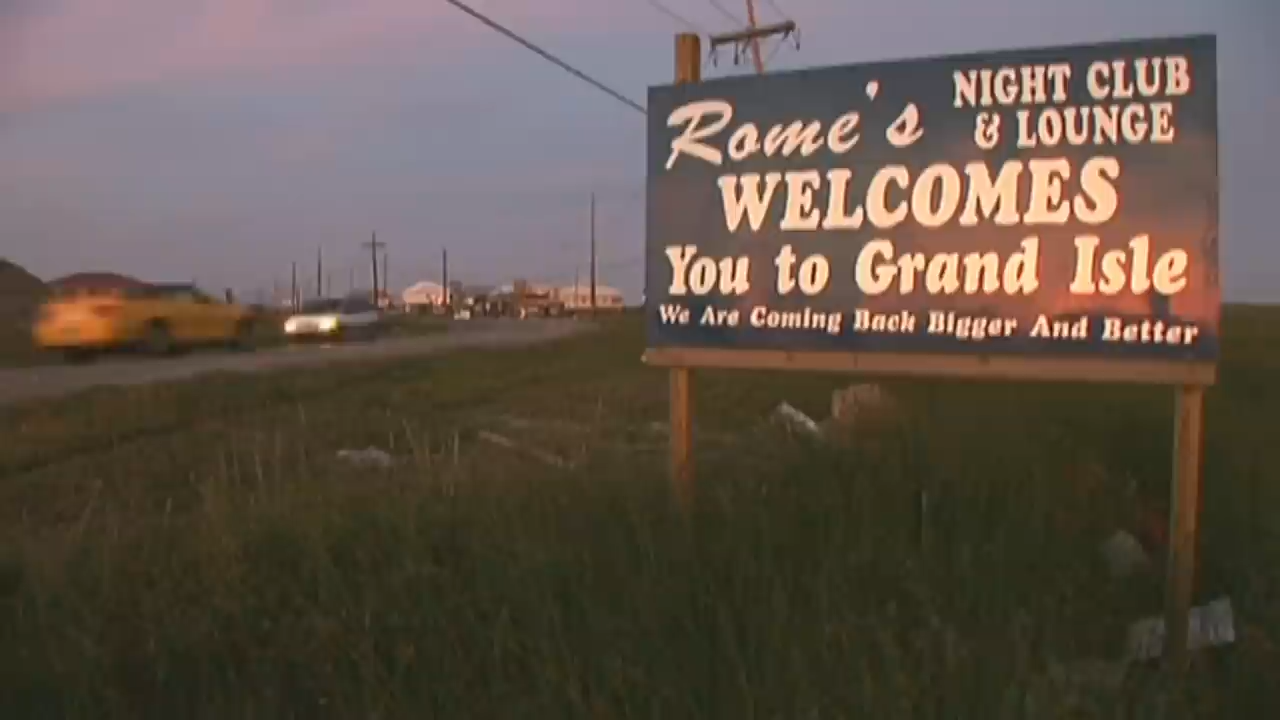 Rome's NIGHT CLUB
& LOUNGE
WELCOMES
You to Grand Isle
We Are Coming Back Bigger And Better